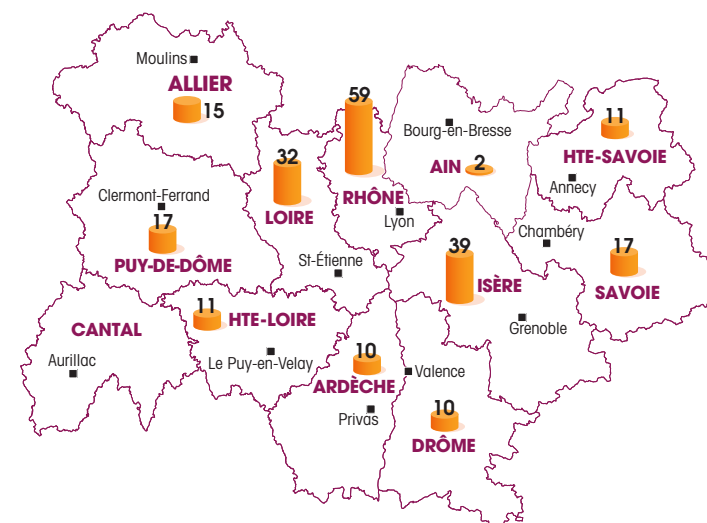 Moulins
ALLIER
15
59
Bourg-en-Bresse
AIN
2
11
HTE-SAVOIE
Annecy
32
LOIRE
RHÔNE
Lyon
Clermont-Ferrand
17
PUY-DE-DÔME
St-Étienne
39
ISÈRE
Chambéry
17
SAVOIE
Grenoble
CANTAL
Aurillac
11
HTE-LOIRE
Le Puy-en-Velay
10
ARDÈCHE
Privas
Valence
10
DRÔME